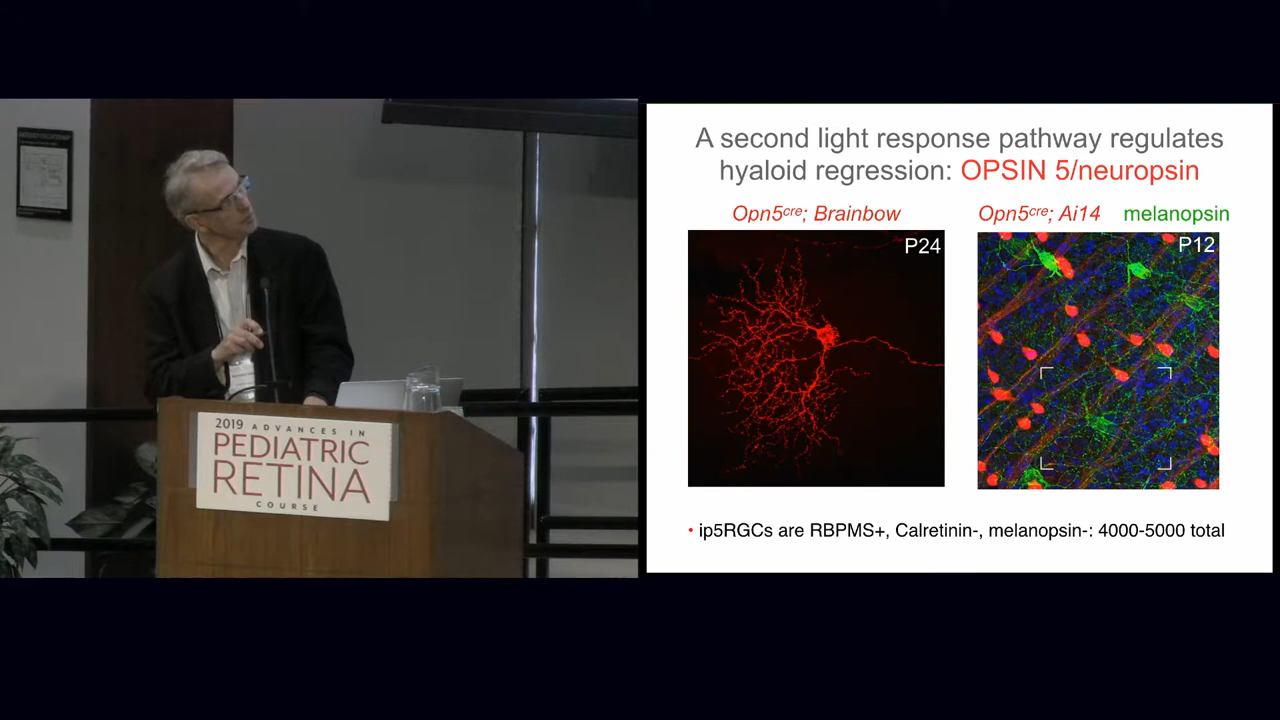 2019 ADVANCES IN
PEDIATRIC
RETINA
COURSE
A second light response pathway regulates
hyaloid regression: OPSIN 5/neuropsin
Opn5cre; Brainbow
Opn5cre; Ai14 melanopsin
P24
P12
• ip5RGCs are RBPMS+, Calretinin-, melanopsin-: 4000-5000 total